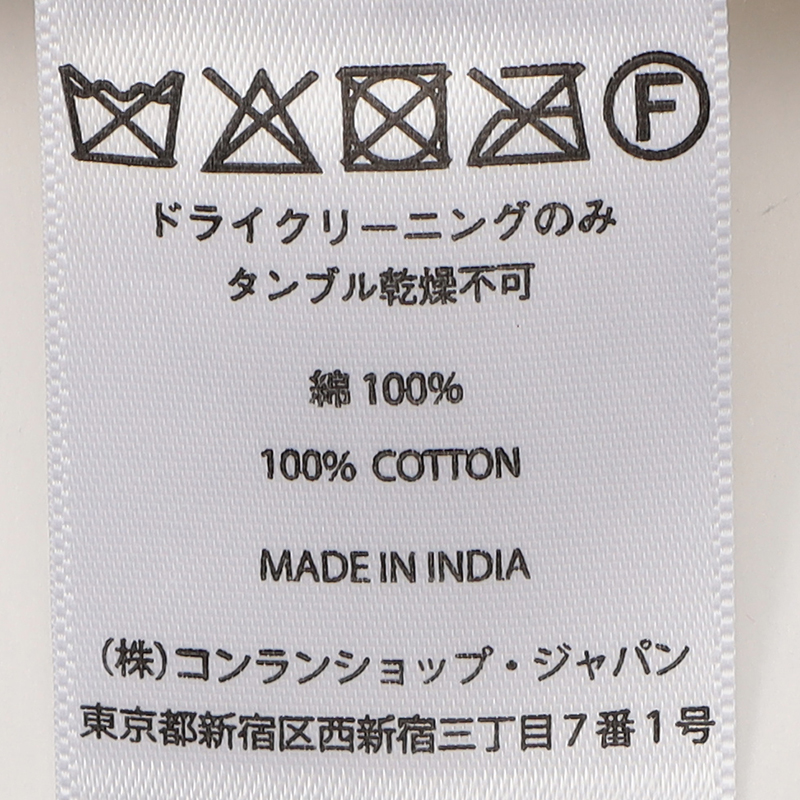 F
ドライクリーニングのみ
タンブル乾燥不可
綿 100%
100% COTTON
MADE IN INDIA
(株)コンランショップ・ジャパン
東京都新宿区西新宿三丁目7番1号